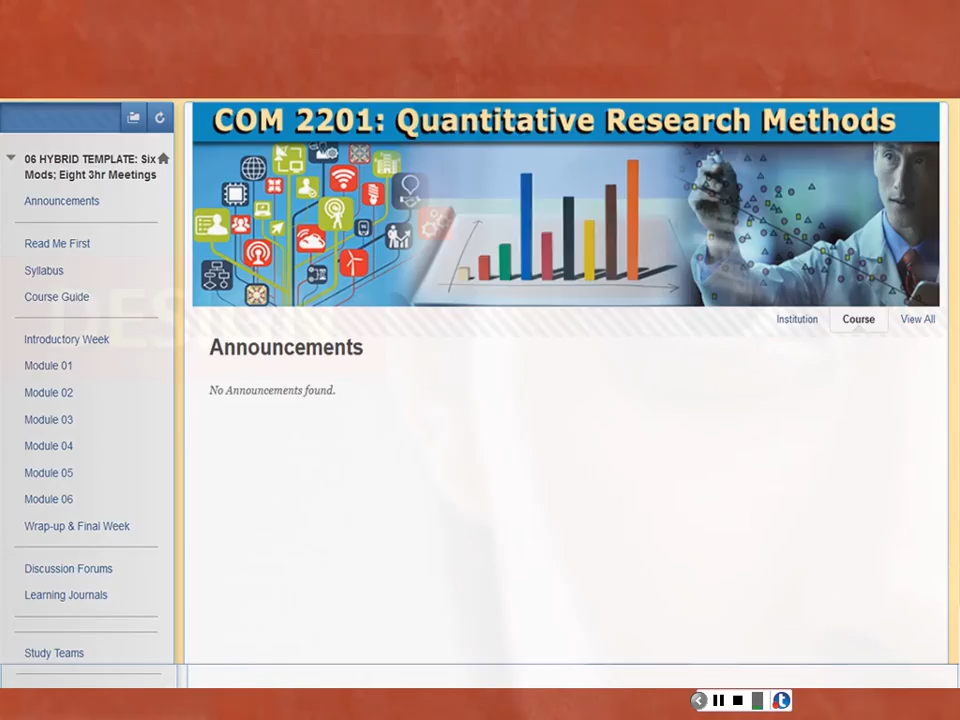 COM 2201: Quantitative Research Methods
06 HYBRID TEMPLATE: Six
Mods; Eight 3hr Meetings
Announcements
Read Me First
Syllabus
Course Guide
Introductory Week
Module 01
Module 02
Module 03
Module 04
Module 05
Module 06
Wrap-up & Final Week
Discussion Forums
Learning Journals
Study Teams
Institution
Course
View All
Announcements
No Announcements found.